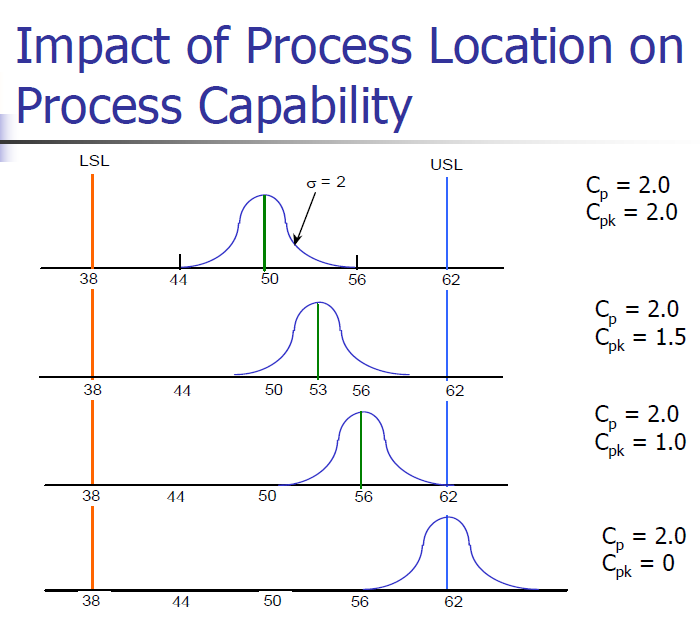 Impact of Process Location on
Process Capability
LSL
USL
σ = 2
Cp = 2.0
Cpk = 2.0
38 44 50 56 62
Cp = 2.0
Cpk = 1.5
38 44 50 53 56 62
Cp = 2.0
Cpk = 1.0
38 44 50 56 62
Cp = 2.0
Cpk = 0
38 44 50 56 62